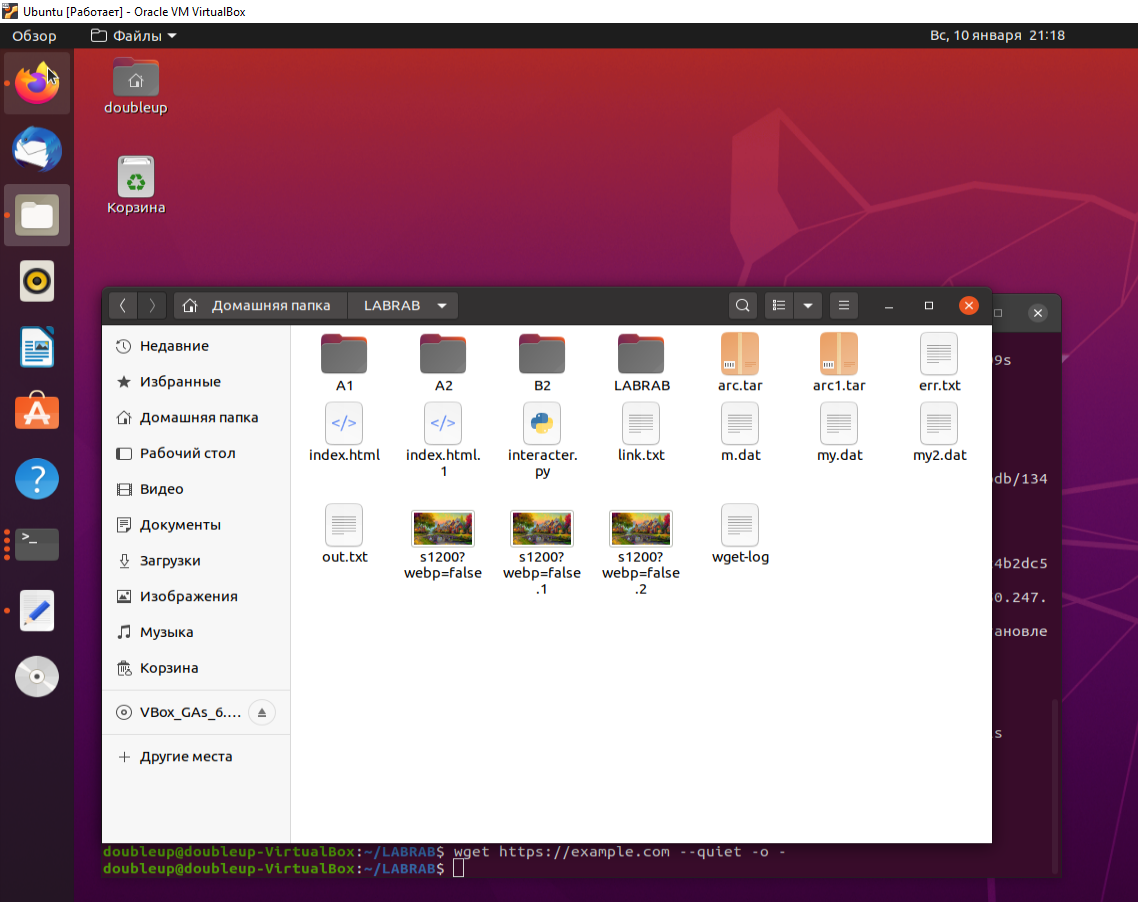 Ubuntu [Работает] - Oracle VM VirtualBox
Обзор Файлы Вс, 10 января 21:18
doubleup
Корзина
Домашняя папка LABRAB
Недавние
Избранные
Домашняя папка
Рабочий стол
Видео
Документы
Загрузки
Изображения
Музыка
Корзина
VBox_GAs_6....
Другие места
A1 A2 B2 LABRAB arc.tar arc1.tar err.txt
index.html index.html.1 interacter.py link.txt m.dat my.dat my2.dat
out.txt s1200?webp=false s1200?webp=false.1 s1200?webp=false.2 wget-log
9s
db/134
4b2dc5
0.247.
ановле
s
doubleup@doubleup-VirtualBox:~/LABRAB$ wget https://example.com --quiet -o -
doubleup@doubleup-VirtualBox:~/LABRAB$